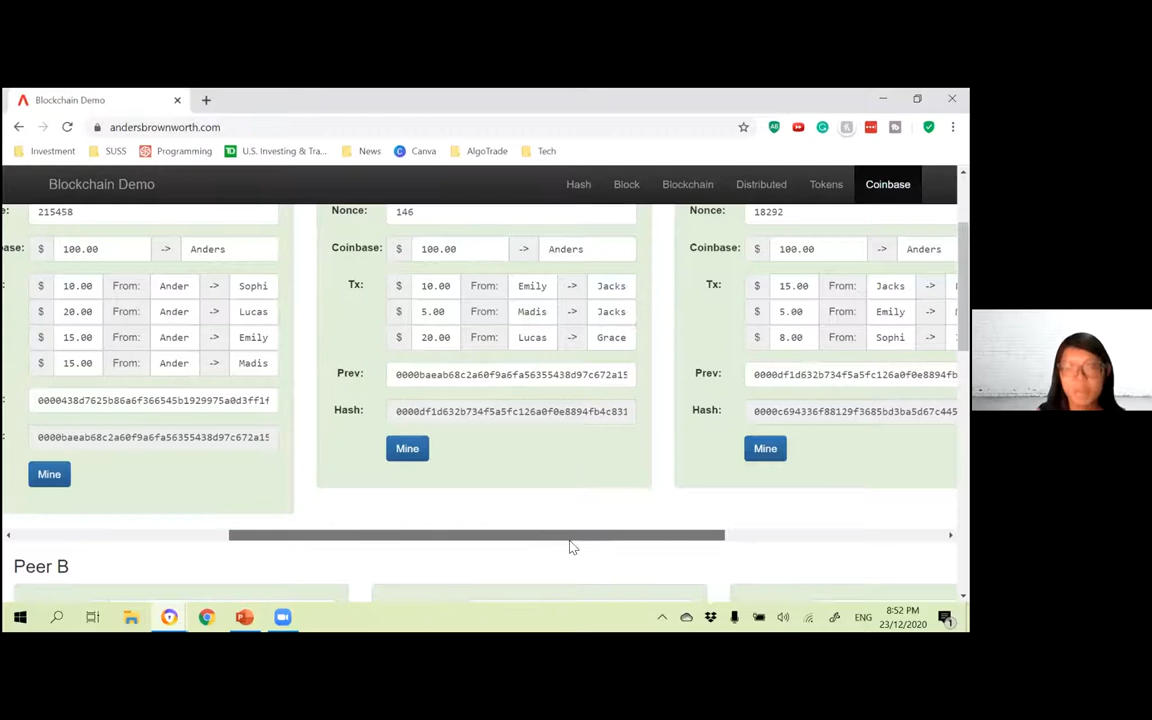 Blockchain Demo
andersbrownworth.com
Investment SUSS Programming U.S. Investing & Tra... News Canva AlgoTrade Tech
Blockchain Demo Hash Block Blockchain Distributed Tokens Coinbase
e: 215458 Nonce: 146 Nonce: 18292
ase: $ 100.00 -> Anders Coinbase: $ 100.00 -> Anders Coinbase: $ 100.00 -> Anders
$ 10.00 From: Ander -> Sophi Tx: $ 10.00 From: Emily -> Jacks Tx: $ 15.00 From: Jacks ->
$ 20.00 From: Ander -> Lucas $ 5.00 From: Madis -> Jacks $ 5.00 From: Emily ->
$ 15.00 From: Ander -> Emily $ 20.00 From: Lucas -> Grace $ 8.00 From: Sophi ->
$ 15.00 From: Ander -> Madis
Prev: 0000baeab68c2a60f9a6fa56355438d97c672a15 Prev: 0000df1d632b734f5a5fc126a0f0e8894fb
: 0000438d7625b86a6f366545b1929975a0d3ff1f
Hash: 0000df1d632b734f5a5fc126a0f0e8894fb4c831 Hash: 0000c694336f88129f3685bd3ba5d67c445
: 0000baeab68c2a60f9a6fa56355438d97c672a15
Mine Mine
Mine
Peer B
ENG 8:52 PM
23/12/2020